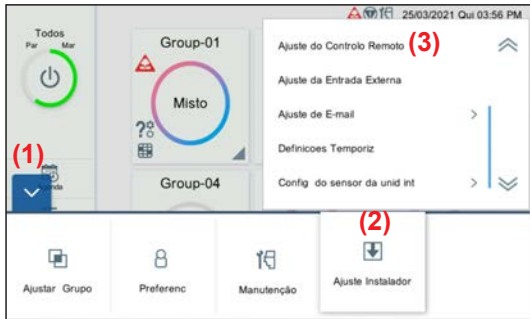 25/03/2021 Qui 03:56 PM
Todos
Par Mar
Group-01
Misto
Ajuste do Controlo Remoto (3)
Ajuste da Entrada Externa
Ajuste de E-mail
Definicoes Temporiz
Config do sensor da unid int
(1)
Group-04
(2)
Ajustar Grupo
Preferenc
Manutenção
Ajuste Instalador